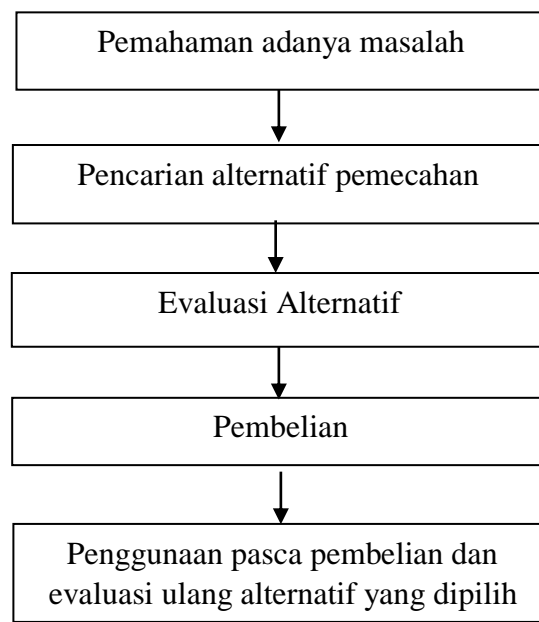 Pemahaman adanya masalah
Pencarian alternatif pemecahan
Evaluasi Alternatif
Pembelian
Penggunaan pasca pembelian dan
evaluasi ulang alternatif yang dipilih